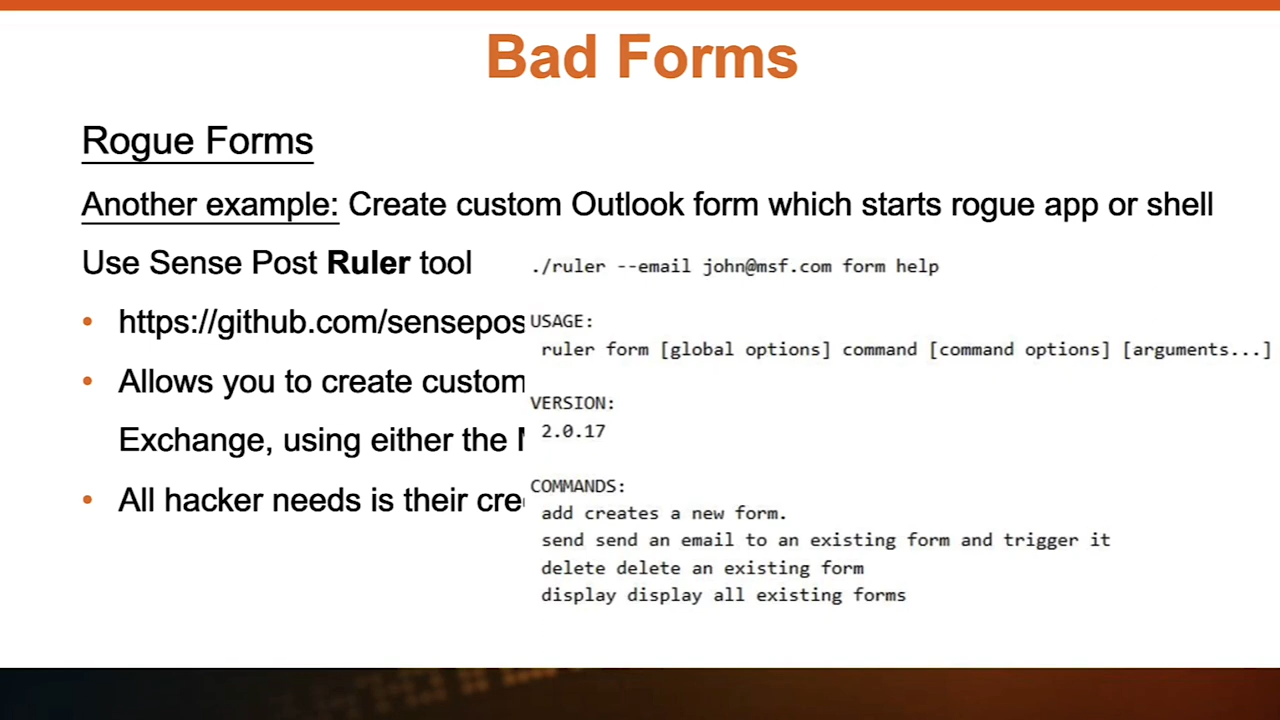 Bad Forms
Rogue Forms
Another example: Create custom Outlook form which starts rogue app or shell
Use Sense Post Ruler tool
https://github.com/sensepos
Allows you to create custom
Exchange, using either the
All hacker needs is their
./ruler --email john@msf.com form help
USAGE:
ruler form [global options] command [command options] [arguments...]
VERSION:
2.0.17
COMMANDS:
add creates a new form.
send send an email to an existing form and trigger it
delete delete an existing form
display display all existing forms